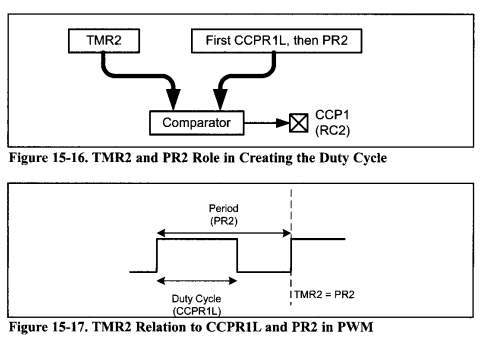 TMR2
First CCPR1L, then PR2
Comparator
CCP1
(RC2)
Figure 15-16. TMR2 and PR2 Role in Creating the Duty Cycle
Period
(PR2)
Duty Cycle
(CCPR1L)
TMR2 = PR2
Figure 15-17. TMR2 Relation to CCPR1L and PR2 in PWM